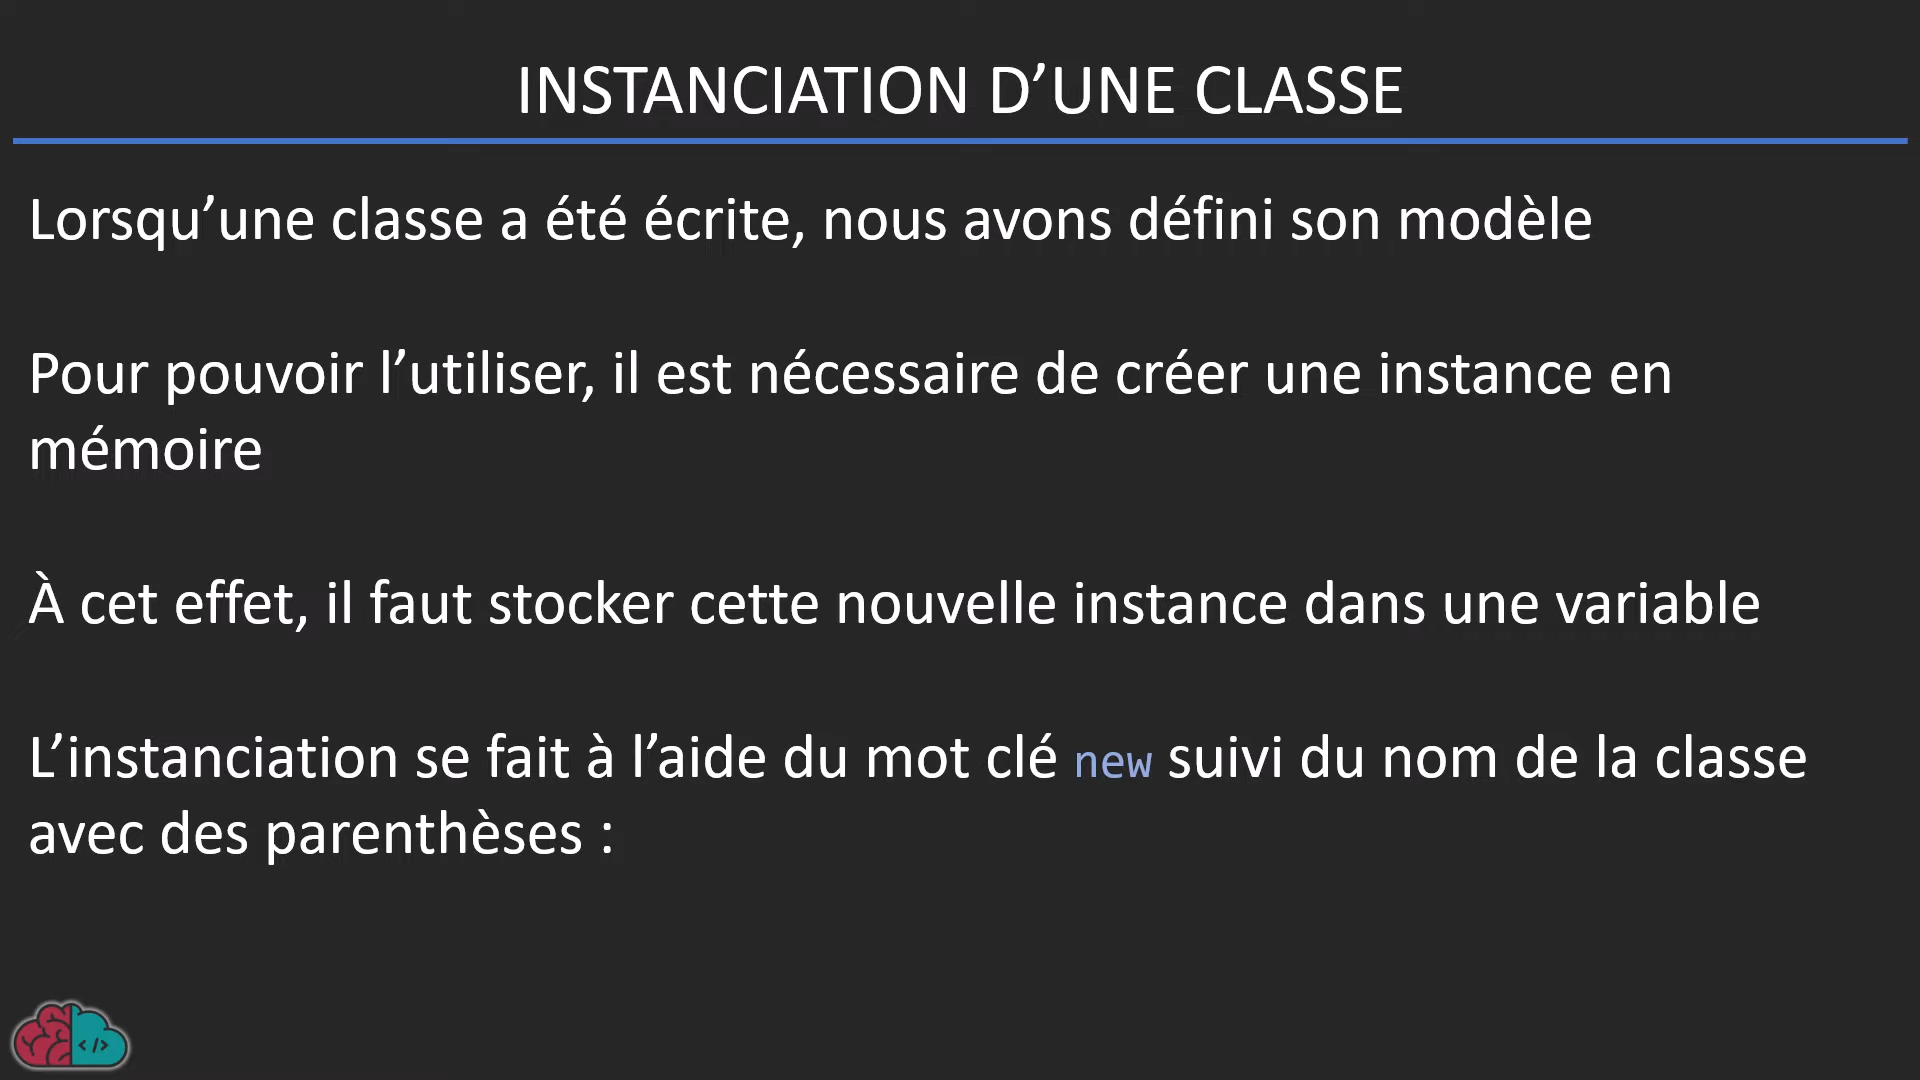 INSTANCIATION D’UNE CLASSE
Lorsqu’une classe a été écrite, nous avons défini son modèle
Pour pouvoir l’utiliser, il est nécessaire de créer une instance en
mémoire
À cet effet, il faut stocker cette nouvelle instance dans une variable
L’instanciation se fait à l’aide du mot clé new suivi du nom de la classe
avec des parenthèses :
</>